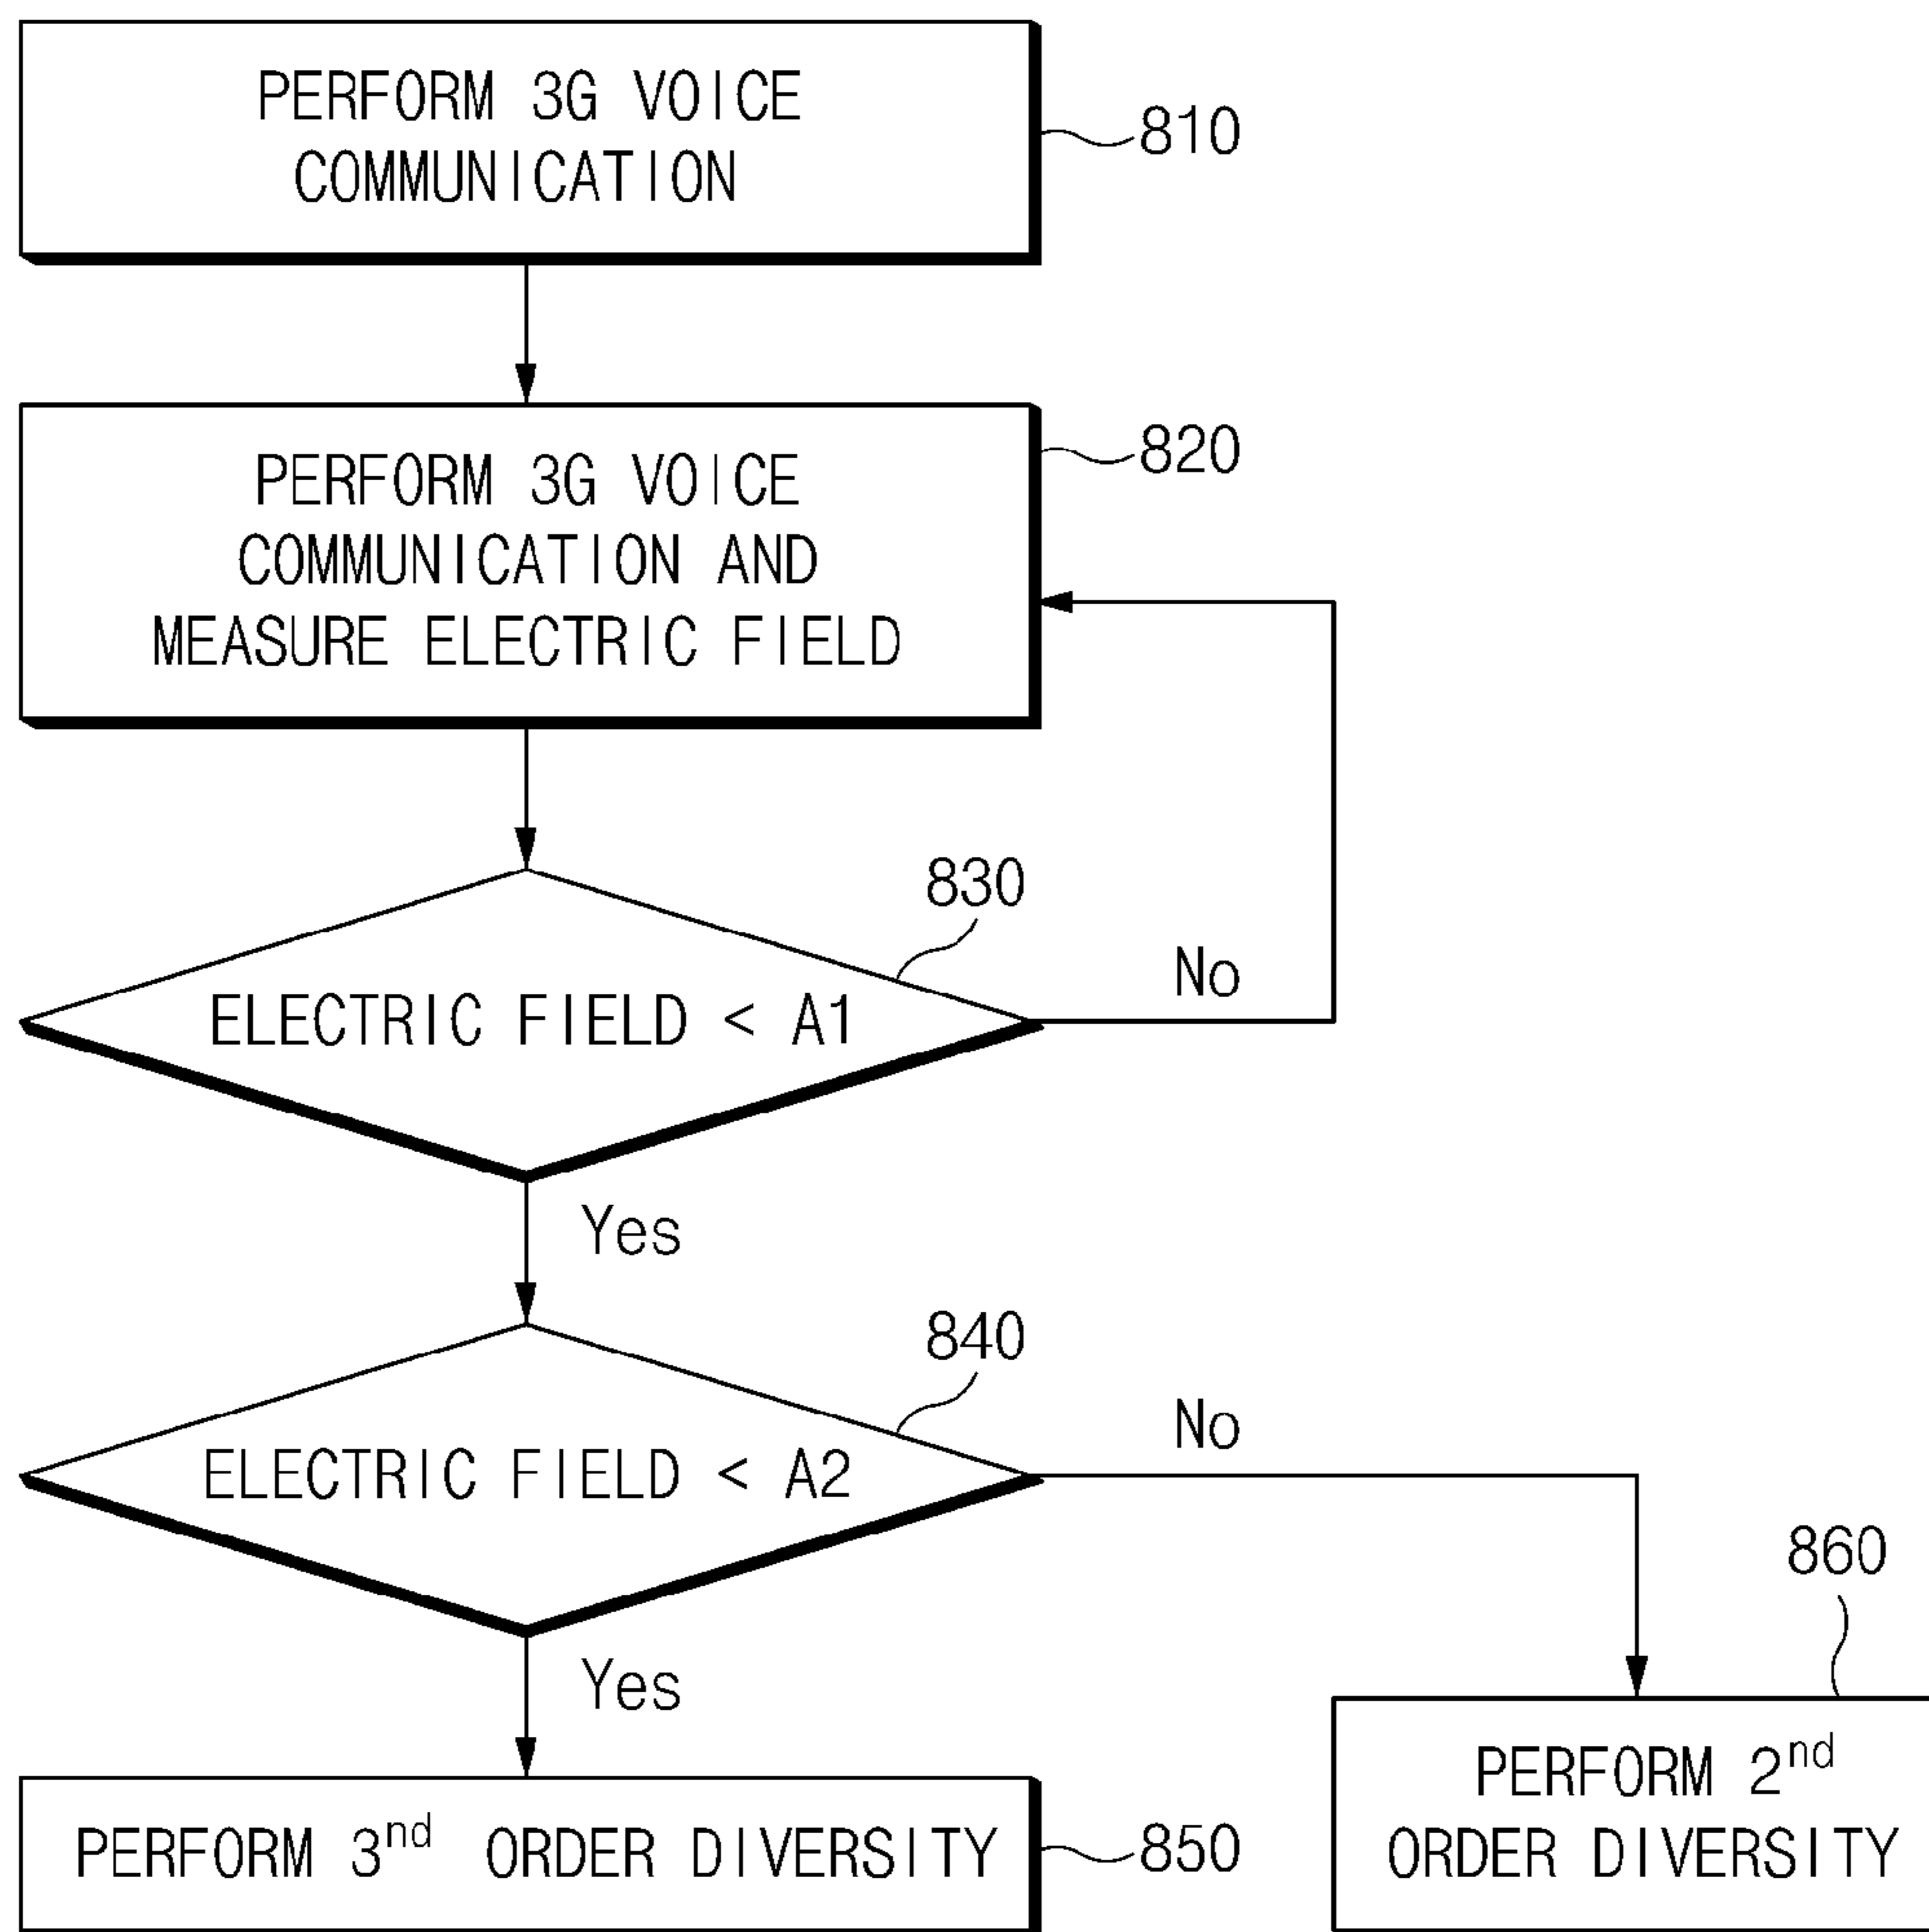 PERFORM 3G VOICE
COMMUNICATION
810
PERFORM 3G VOICE
COMMUNICATION AND
MEASURE ELECTRIC FIELD
820
830
ELECTRIC FIELD < A1
No
Yes
840
ELECTRIC FIELD < A2
No
Yes
860
PERFORM 3nd ORDER DIVERSITY
850
PERFORM 2nd
ORDER DIVERSITY